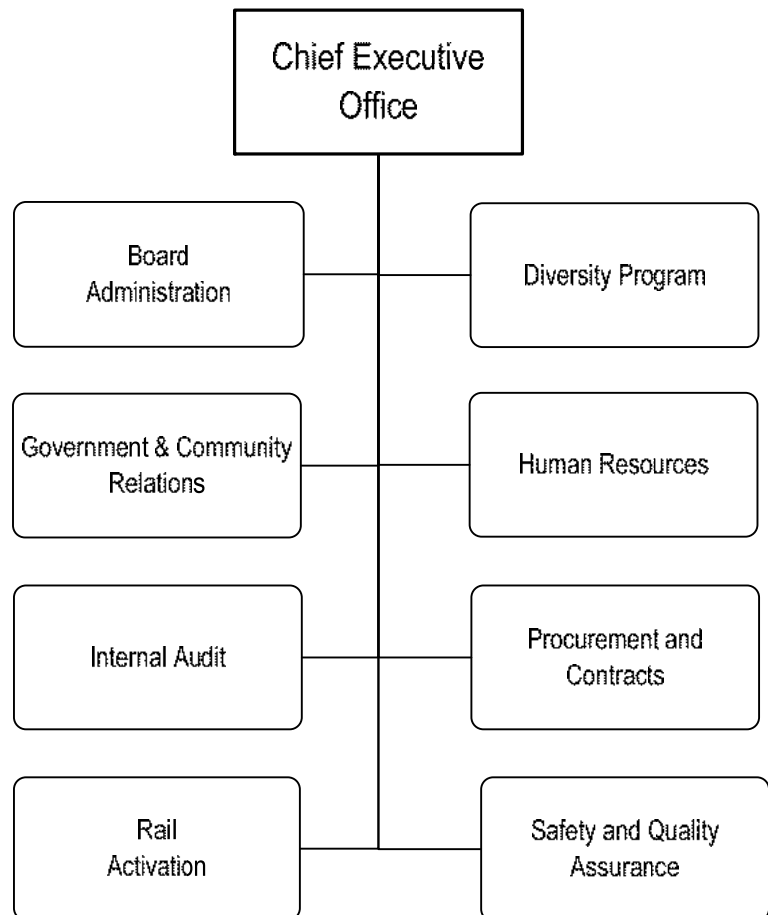 Chief Executive
Office
Board
Administration
Diversity Program
Government & Community
Relations
Human Resources
Internal Audit
Procurement and
Contracts
Rail
Activation
Safety and Quality
Assurance